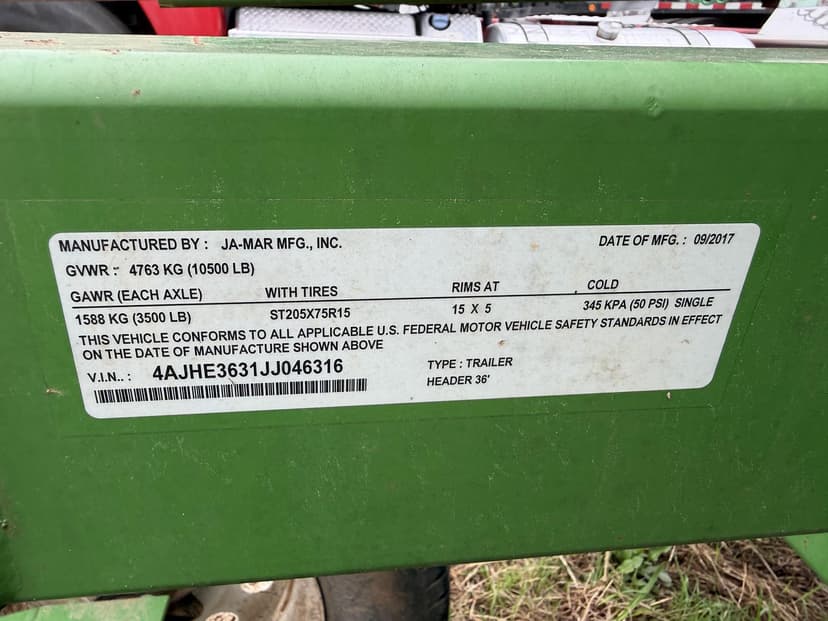 MANUFACTURED BY : JA-MAR MFG., INC. DATE OF MFG. : 09/2017
GVWR : 4763 KG (10500 LB)
GAWR (EACH AXLE) WITH TIRES RIMS AT COLD
1588 KG (3500 LB) ST205X75R15 15 X 5 345 KPA (50 PSI) SINGLE
THIS VEHICLE CONFORMS TO ALL APPLICABLE U.S. FEDERAL MOTOR VEHICLE SAFETY STANDARDS IN EFFECT
ON THE DATE OF MANUFACTURE SHOWN ABOVE
V.I.N.. : 4AJHE3631JJ046316 TYPE : TRAILER
HEADER 36'